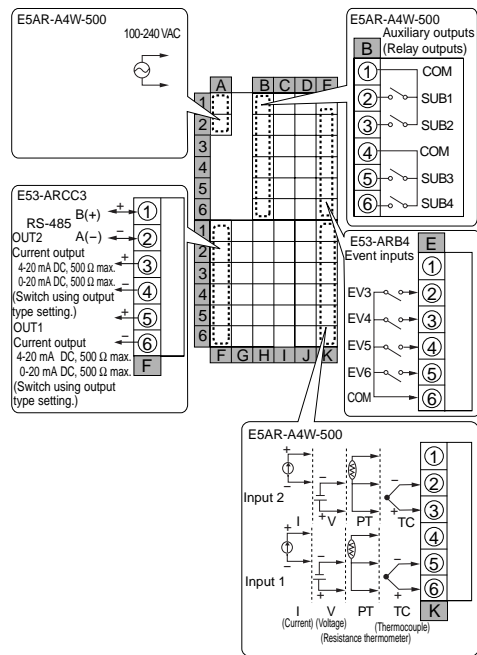 E5AR-A4W-500
100-240 VAC
E5AR-A4W-500
Auxiliary outputs
(Relay outputs)
B
1 COM
2 SUB1
3 SUB2
4 COM
5 SUB3
6 SUB4
A B C D E
1
2
3
4
5
6
1
2
3
4
5
6
F G H I J K
E53-ARCC3
RS-485
B(+) + 1
OUT2 A(−) − 2
Current output + 3
4-20 mA DC, 500 Ω max.
0-20 mA DC, 500 Ω max. − 4
(Switch using output
type setting.) + 5
OUT1
Current output − 6
4-20 mA DC, 500 Ω max.
0-20 mA DC, 500 Ω max.
(Switch using output
type setting.)
F
E53-ARB4
Event inputs
E
1
EV3 2
EV4 3
EV5 4
EV6 5
COM 6
E5AR-A4W-500
1
2
3
4
5
6
K
+ − − −
Input 2
− + +
I V PT TC
+ − −
Input 1
− + +
I V PT TC
(Current) (Voltage) (Thermocouple)
(Resistance thermometer)